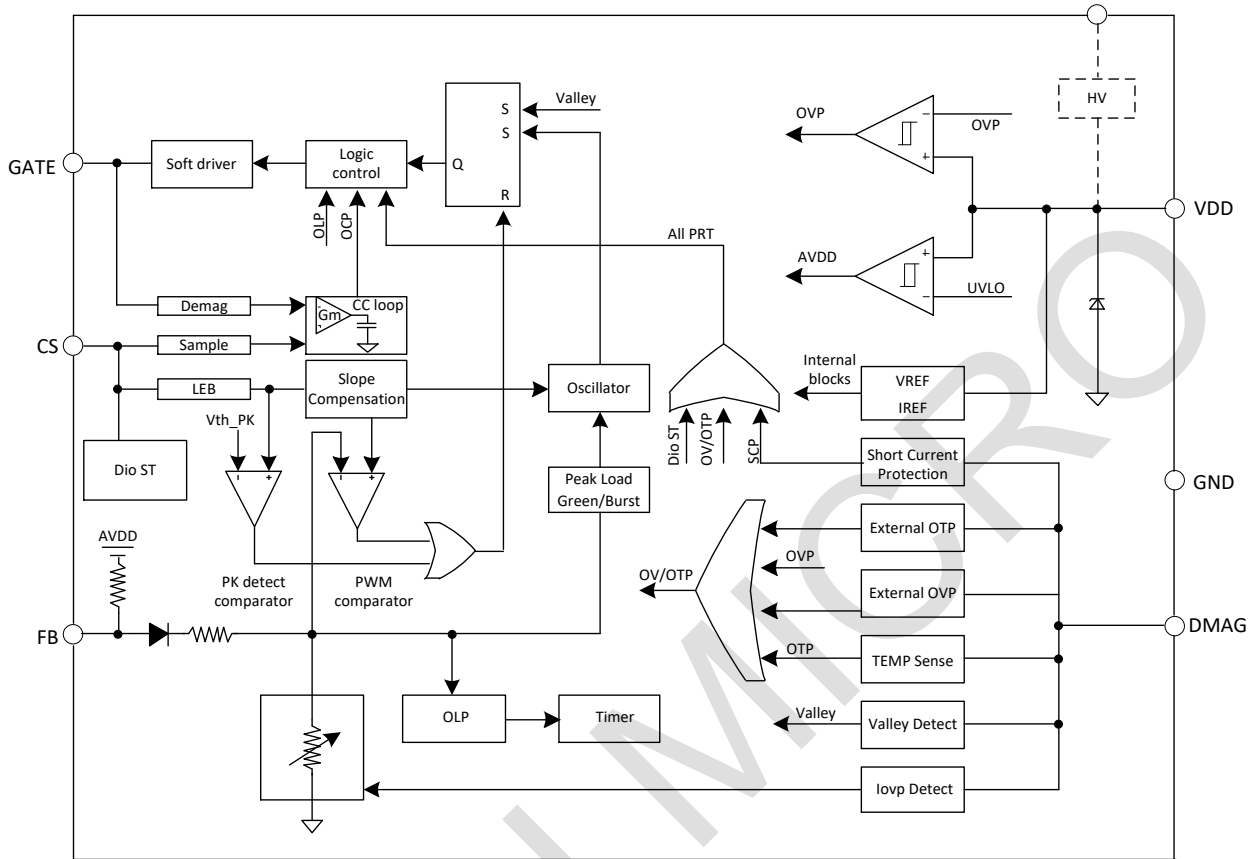 HV
OVP
OVP
-
+
Valley
S
S
Q
R
GATE
Soft driver
Logic
control
OLP
OCP
VDD
All PRT
AVDD
+
-
UVLO
Demag
CC loop
Gm
CS
Sample
LEB
Slope
Compensation
Oscillator
Internal
blocks
VREF
IREF
Vth_PK
Dio ST
OV/OTP
SCP
Short Current
Protection
Dio ST
- +
- +
Peak Load
Green/Burst
GND
AVDD
External OTP
PK detect
comparator
PWM
comparator
OV/OTP
OVP
External OVP
FB
DMAG
OTP
TEMP Sense
OLP
Timer
Valley
Valley Detect
Iovp Detect
MICRO